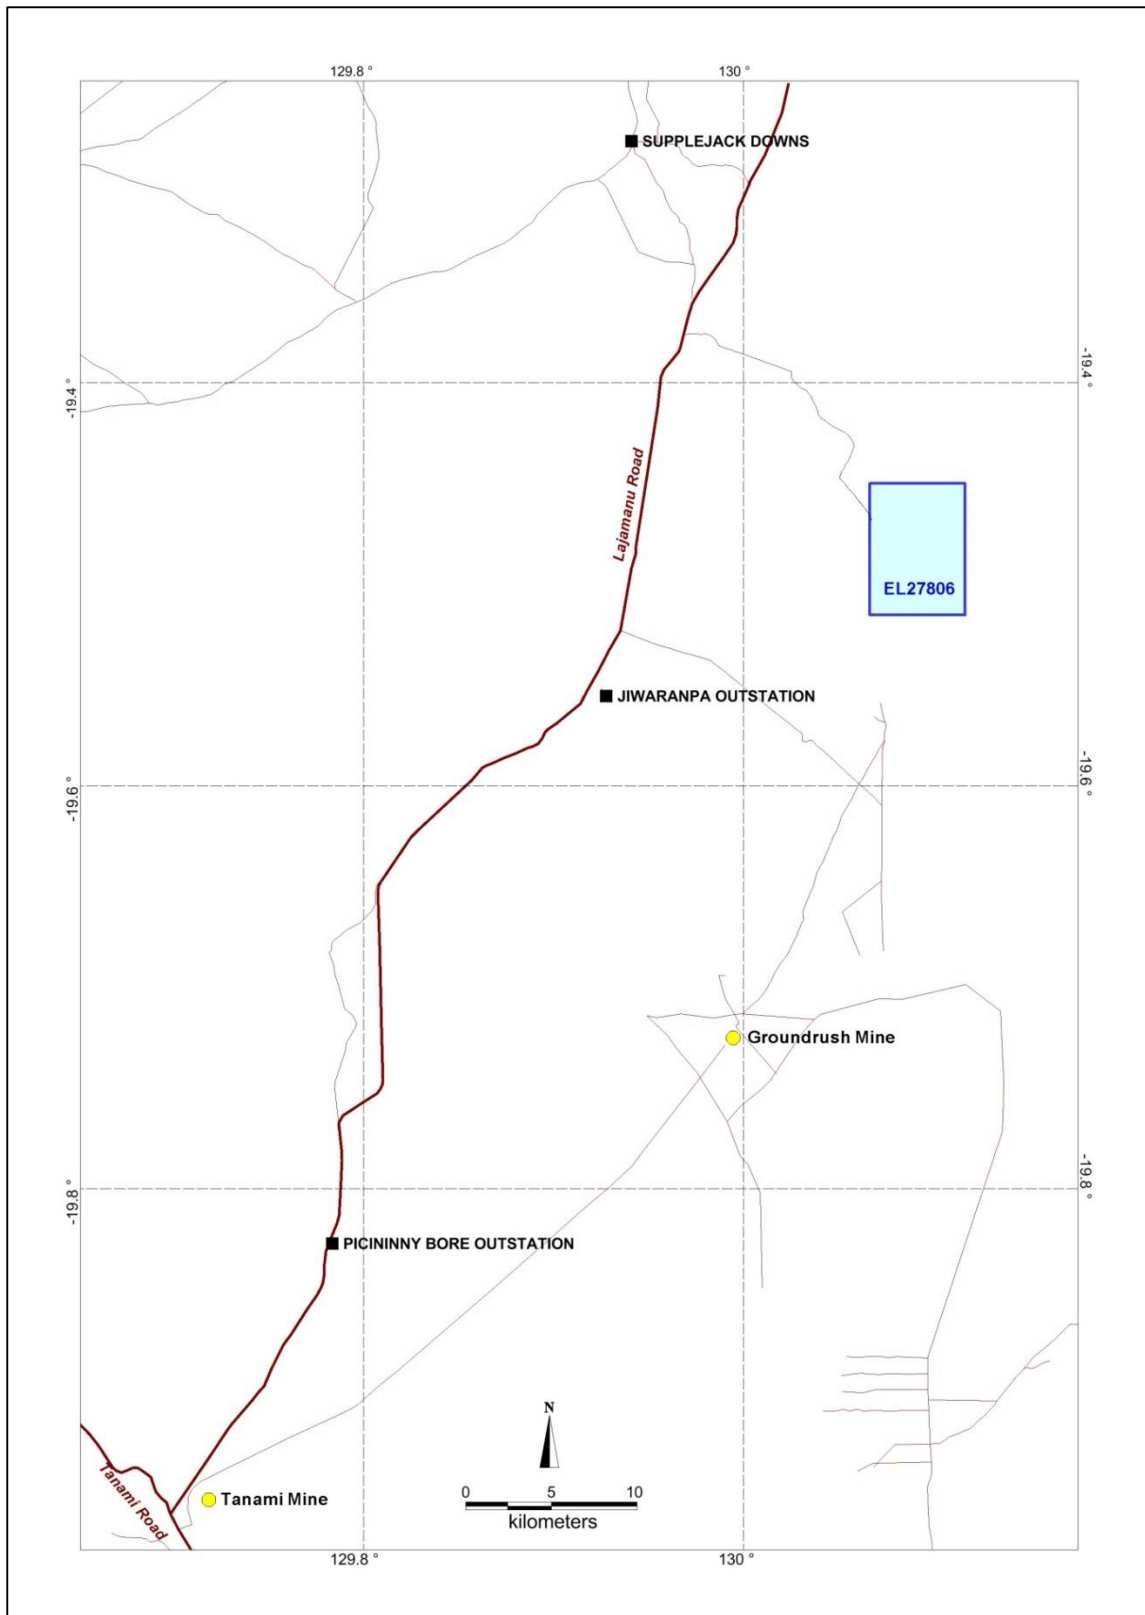 129.8 °
130 °
SUPPLEJACK DOWNS
-19.4 °
-19.4 °
Lajamanu Road
EL27806
JIWARANPA OUTSTATION
-19.6 °
-19.6 °
Groundrush Mine
-19.8 °
-19.8 °
PICININNY BORE OUTSTATION
N
Tanami Road
Tanami Mine
0 5 10
kilometers
129.8 °
130 °